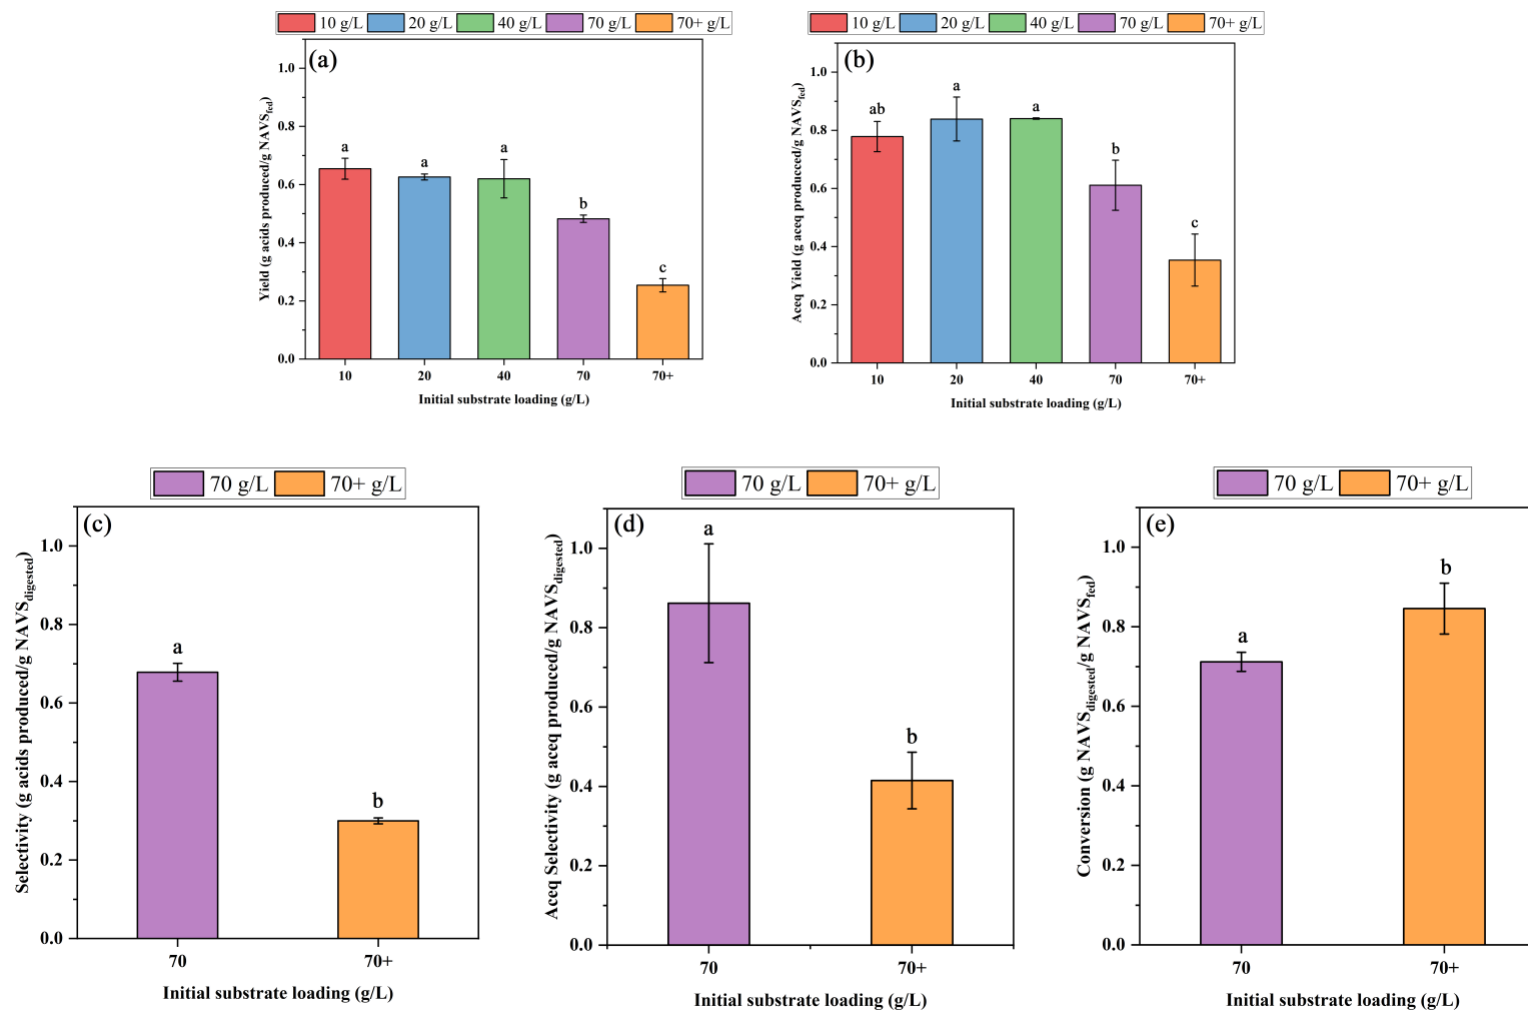 10 g/L 20 g/L 40 g/L 70 g/L 70+ g/L
(a)
Yield (g acids produced/g NAVSfed)
1.0
0.8
0.6
0.4
0.2
0.0
a
a
a
b
c
10 20 40 70 70+
Initial substrate loading (g/L)
10 g/L 20 g/L 40 g/L 70 g/L 70+ g/L
(b)
Aceq Yield (g aceq producced/g NAVSfed)
1.0
0.8
0.6
0.4
0.2
0.0
ab
a
a
b
c
10 20 40 70 70+
Initial substrate loading (g/L)
70 g/L 70+ g/L
(c)
Selectivity (g acids produced/g NAVSdigested)
1.0
0.8
0.6
0.4
0.2
0.0
a
b
70 70+
Initial substrate loading (g/L)
70 g/L 70+ g/L
(d)
Aceq Selectivity (g aceq produced/g NAVSdigested)
1.0
0.8
0.6
0.4
0.2
0.0
a
b
70 70+
Initial substrate loading (g/L)
70 g/L 70+ g/L
(e)
Conversion (g NAVSdigested/g NAVSfed)
1.0
0.8
0.6
0.4
0.2
0.0
a
b
70 70+
Initial substrate loading (g/L)